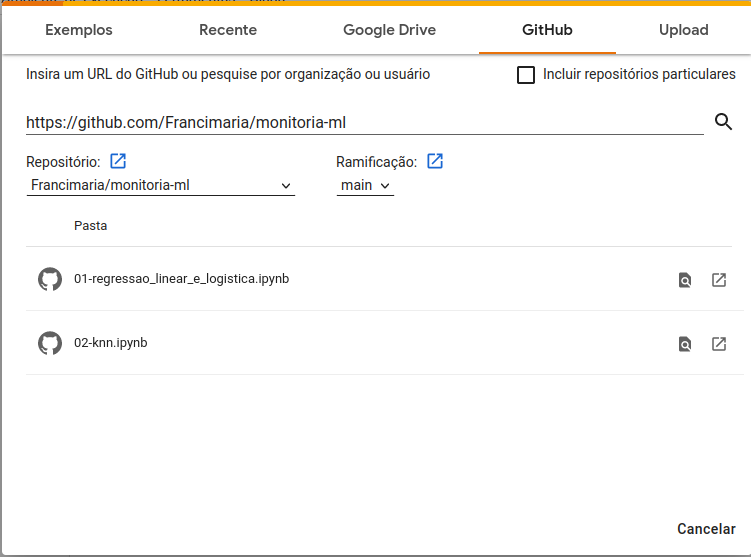 Exemplos Recente Google Drive GitHub Upload
Insira um URL do GitHub ou pesquise por organização ou usuário Incluir repositórios particulares
https://github.com/Francimaria/monitoria-ml
Repositório: Ramificação:
Francimaria/monitoria-ml main
Pasta
01-regressao_linear_e_logistica.ipynb
02-knn.ipynb
Cancelar